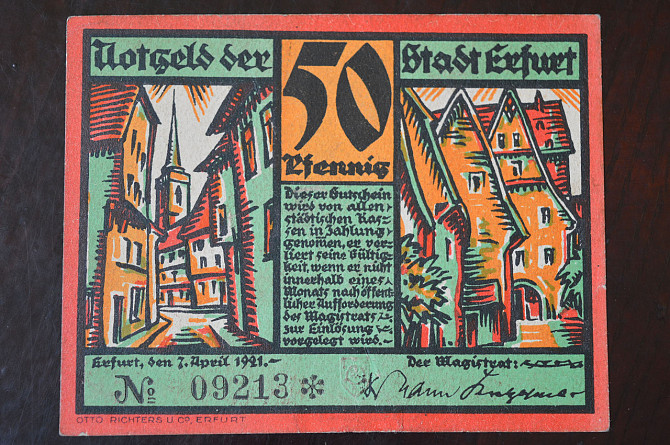 Notgeld der
50
Stadt Erfurt
Pfennig
Dieser Gutschein
wird von allen
städtischen Kas-
sen in Zahlung
genomen, er ver-
liert seine Gültig-
keit, wenn er nicht
innerhalb eines
Monats nach öffent-
licher Aufforderung
des Magistrats
zur Einlösung
vorgelegt wird.-
Erfurt, den 7. April 1921.-
Der Magistrat:
No 09213 *
OTTO RICHTERS U. Co, ERFURT